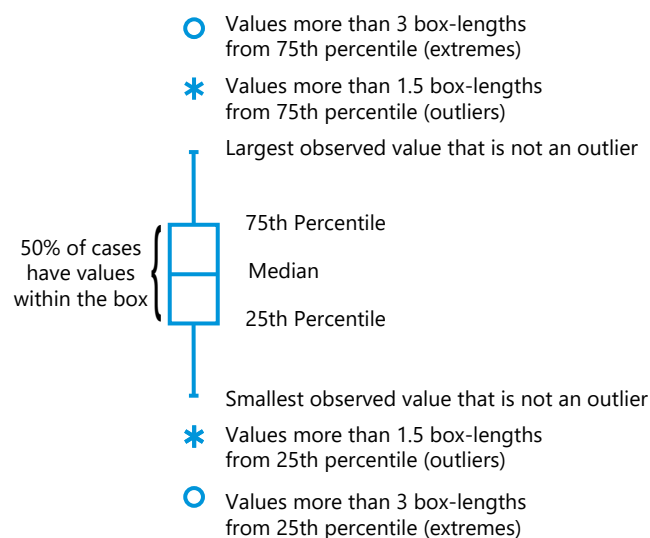 Values more than 3 box-lengths
from 75th percentile (extremes)
Values more than 1.5 box-lengths
from 75th percentile (outliers)
Largest observed value that is not an outlier
75th Percentile
50% of cases
have values
within the box
Median
25th Percentile
Smallest observed value that is not an outlier
Values more than 1.5 box-lengths
from 25th percentile (outliers)
Values more than 3 box-lengths
from 25th percentile (extremes)